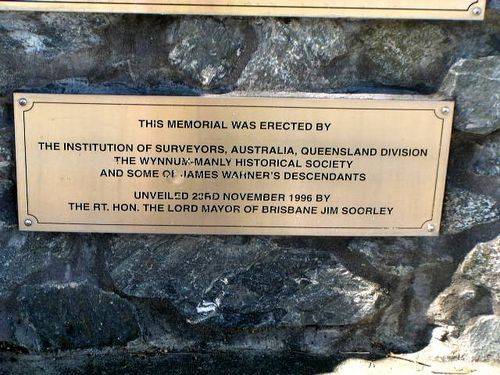 THIS MEMORIAL WAS ERECTED BY
THE INSTITUTION OF SURVEYORS, AUSTRALIA, QUEENSLAND DIVISION
THE WYNNUM-MANLY HISTORICAL SOCIETY
AND SOME OF JAMES WARNER'S DESCENDANTS
UNVEILED 23RD NOVEMBER 1996 BY
THE RT. HON. THE LORD MAYOR OF BRISBANE JIM SOORLEY